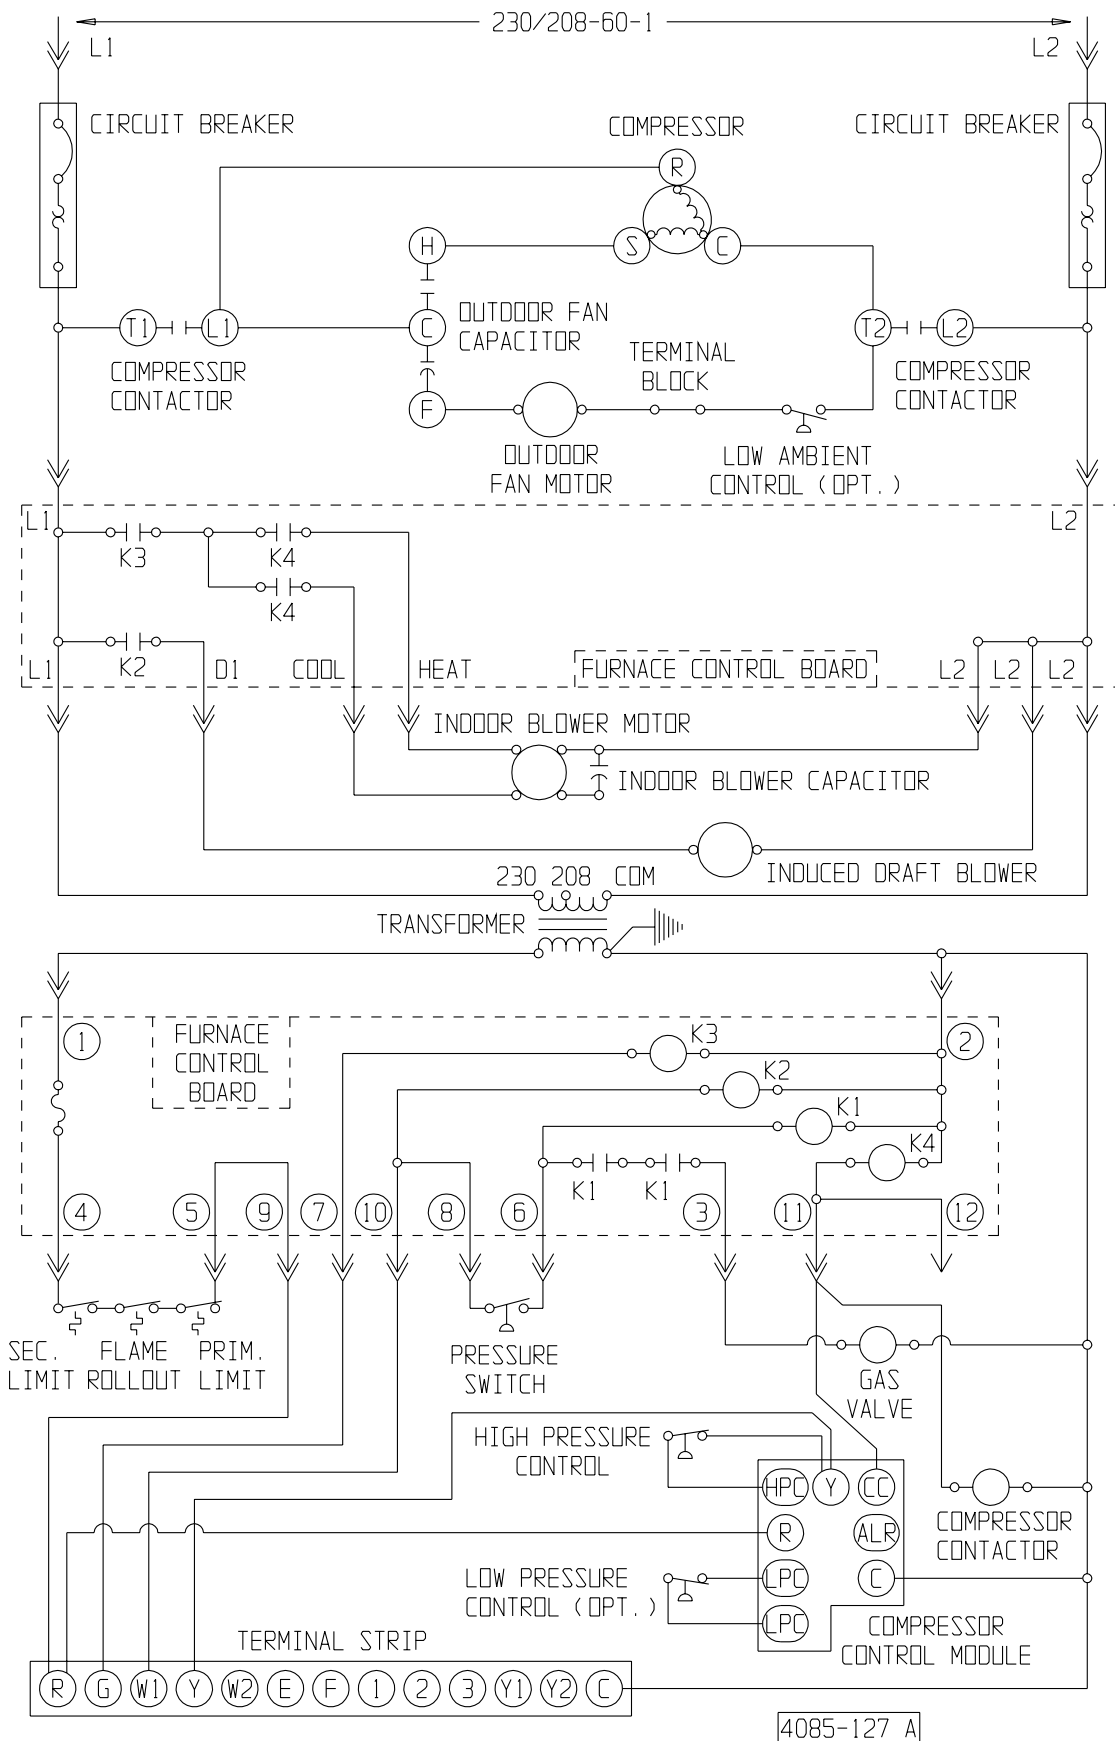 230/208-60-1
L1
L2
CIRCUIT BREAKER
COMPRESSOR
CIRCUIT BREAKER
R
H
S
C
T1
L1
C
OUTDOOR FAN
CAPACITOR
T2
L2
TERMINAL
BLOCK
COMPRESSOR
CONTACTOR
COMPRESSOR
CONTACTOR
F
OUTDOOR
FAN MOTOR
LOW AMBIENT
CONTROL (OPT.)
L1
L2
K3
K4
K4
K2
L1
D1
COOL
HEAT
FURNACE CONTROL BOARD
L2
L2
L2
INDOOR BLOWER MOTOR
INDOOR BLOWER CAPACITOR
INDUCED DRAFT BLOWER
230 208 COM
TRANSFORMER
1
FURNACE
CONTROL
BOARD
K3
2
K2
K1
K4
K1
K1
4
5
9
7
10
8
6
3
11
12
SEC.
LIMIT
FLAME
ROLLOUT
PRIM.
LIMIT
PRESSURE
SWITCH
GAS
VALVE
HIGH PRESSURE
CONTROL
HPC
Y
CC
R
ALR
COMPRESSOR
CONTACTOR
LOW PRESSURE
CONTROL (OPT.)
LPC
C
LPC
COMPRESSOR
CONTROL MODULE
TERMINAL STRIP
R G W1 Y W2 E F 1 2 3 Y1 Y2 C
4085-127 A